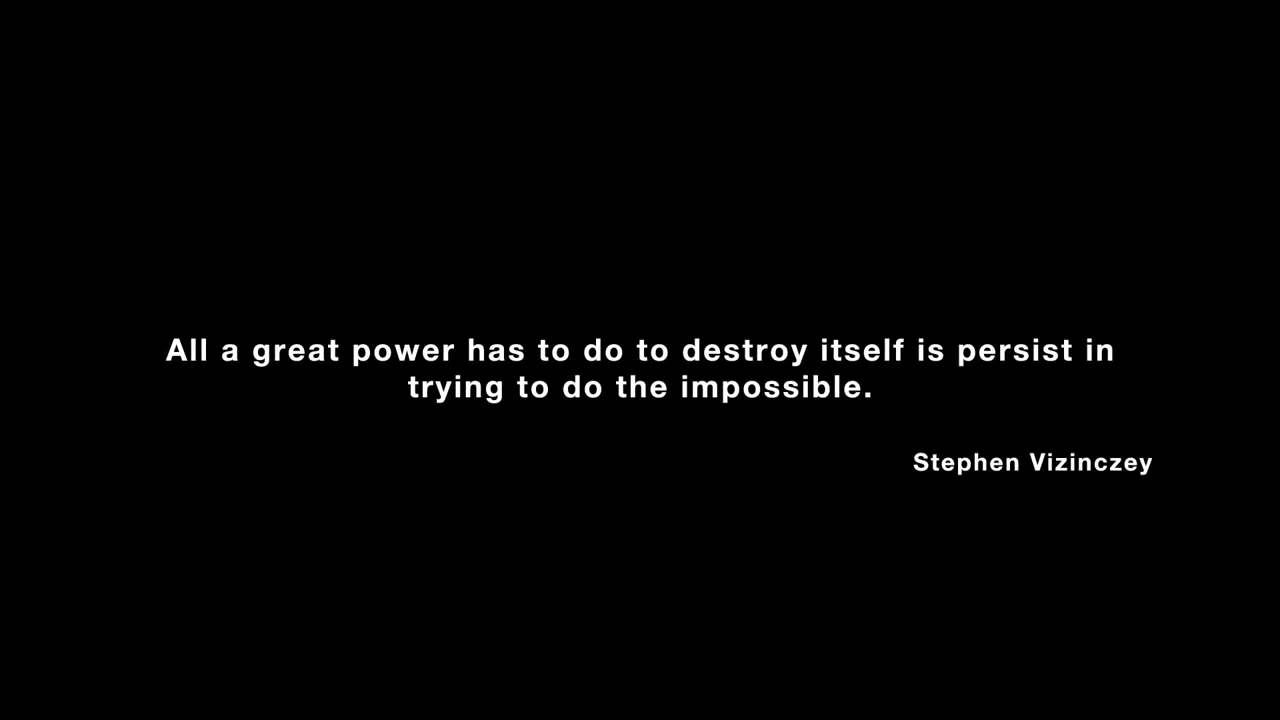 All a great power has to do to destroy itself is persist in
trying to do the impossible.
Stephen Vizinczey